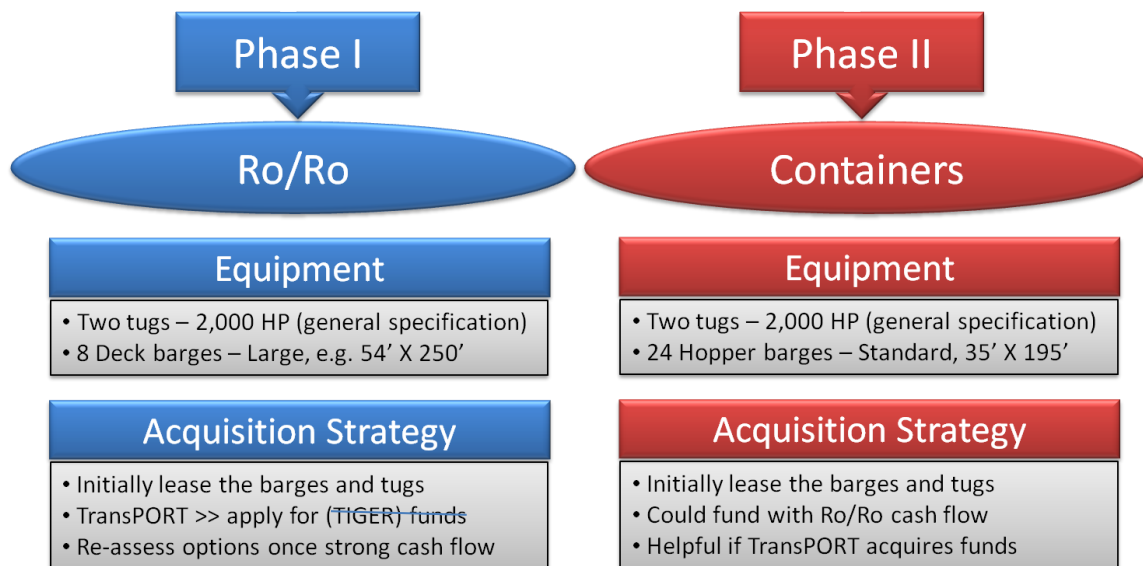 Phase I
Phase II
Ro/Ro
Containers
Equipment
• Two tugs – 2,000 HP (general specification)
• 8 Deck barges – Large, e.g. 54’ X 250’
Equipment
• Two tugs – 2,000 HP (general specification)
• 24 Hopper barges – Standard, 35’ X 195’
Acquisition Strategy
• Initially lease the barges and tugs
• TransPORT >> apply for (TIGER) funds
• Re-assess options once strong cash flow
Acquisition Strategy
• Initially lease the barges and tugs
• Could fund with Ro/Ro cash flow
• Helpful if TransPORT acquires funds